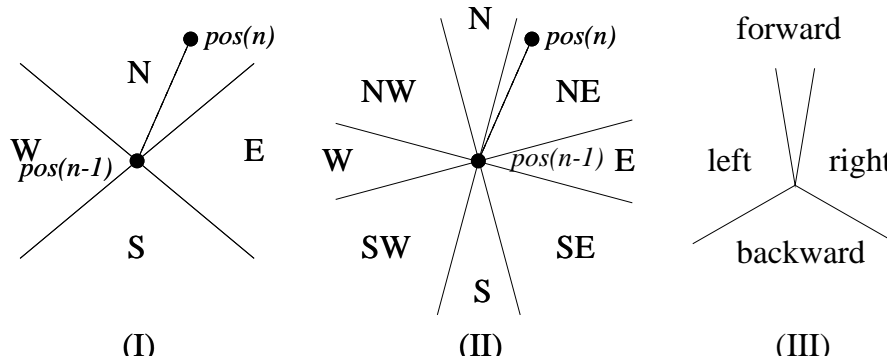 N
pos(n)
W
pos(n-1)
E
S
(I)
N
pos(n)
NW
NE
W
pos(n-1)
E
SW
SE
S
(II)
forward
left
right
backward
(III)